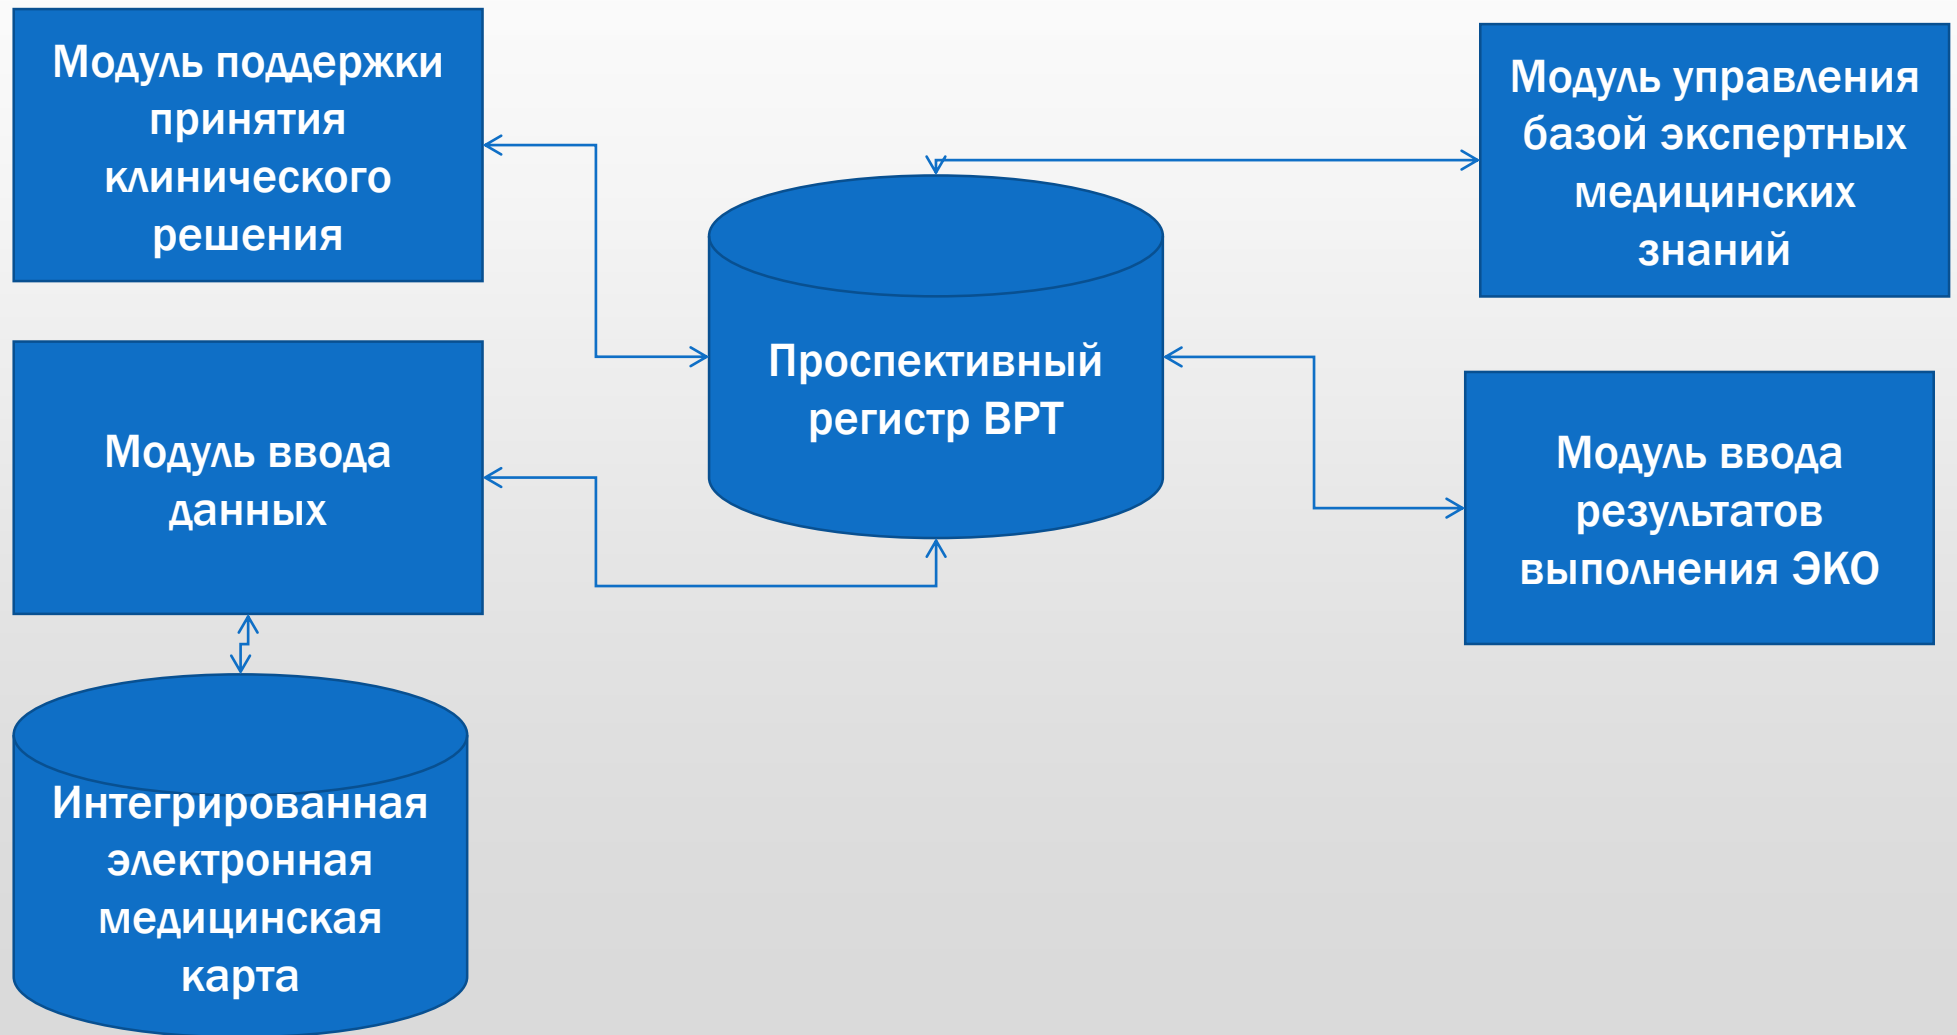 Модуль поддержки
принятия
клинического
решения
Модуль управления
базой экспертных
медицинских
знаний
Проспективный
регистр ВРТ
Модуль ввода
данных
Модуль ввода
результатов
выполнения ЭКО
Интегрированная
электронная
медицинская
карта